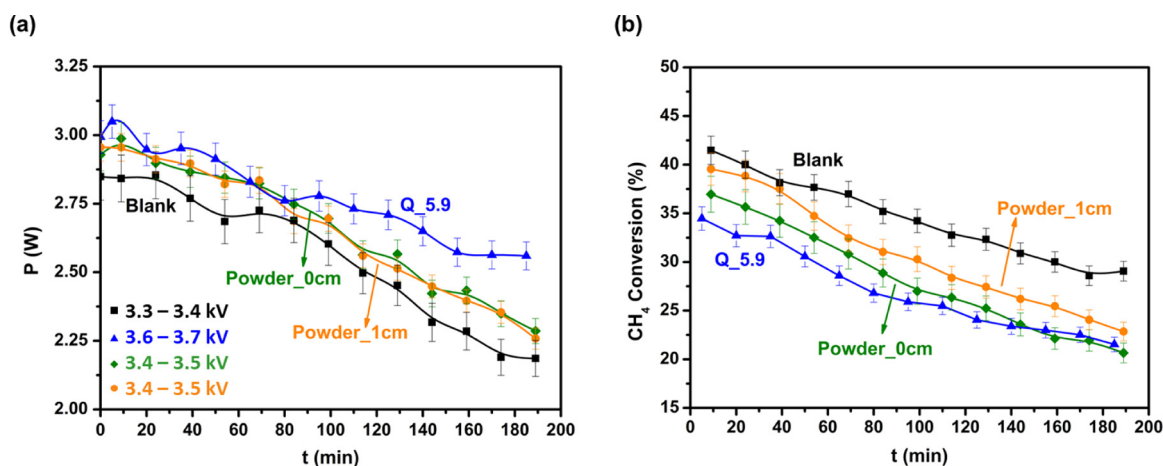 (a)
3.25
3.00
2.75
2.50
2.25
2.00
P (W)
Blank
Q_5.9
Powder_0cm
Powder_1cm
3.3 – 3.4 kV
3.6 – 3.7 kV
3.4 – 3.5 kV
3.4 – 3.5 kV
0 20 40 60 80 100 120 140 160 180 200
t (min)
(b)
50
45
40
35
30
25
20
15
CH₄ Conversion (%)
Blank
Powder_1cm
Q_5.9
Powder_0cm
0 20 40 60 80 100 120 140 160 180 200
t (min)